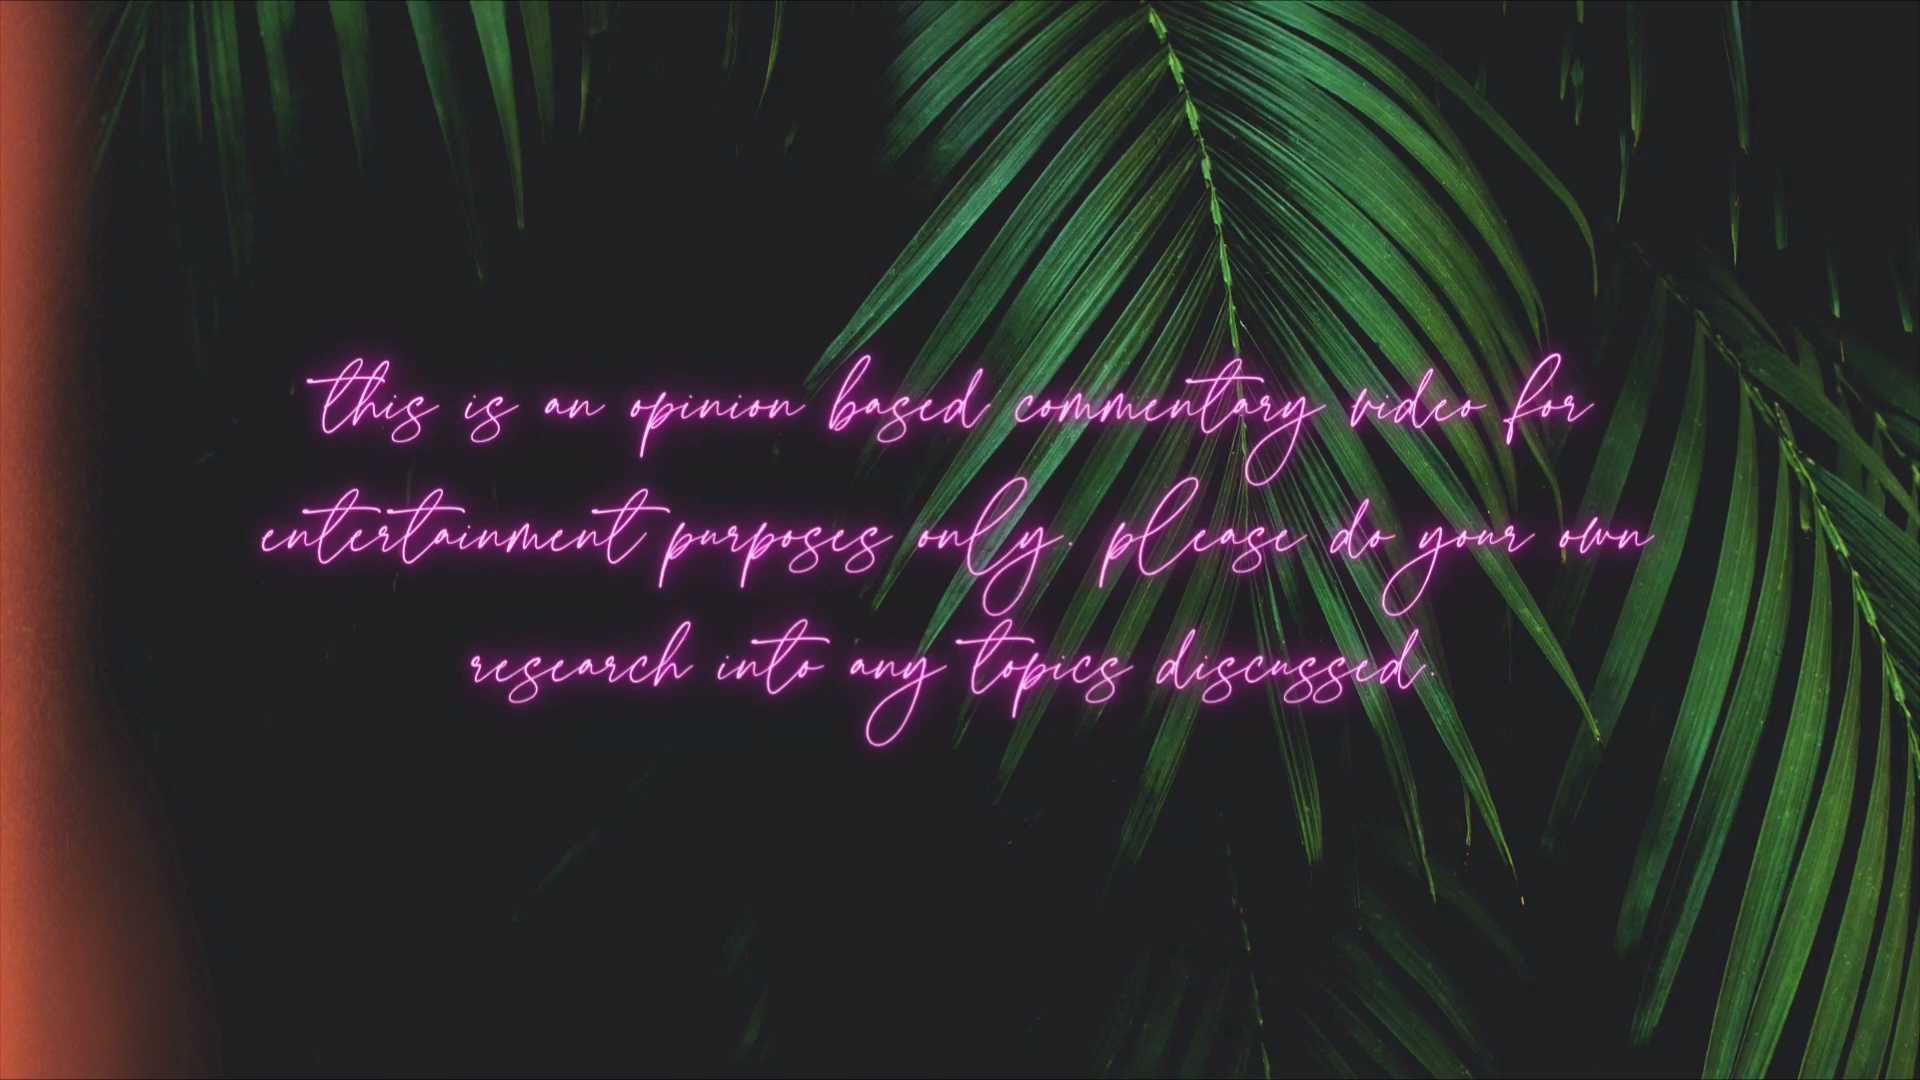 this is an opinion based commentary video for
entertainment purposes only. please do your own
research into any topics discussed.